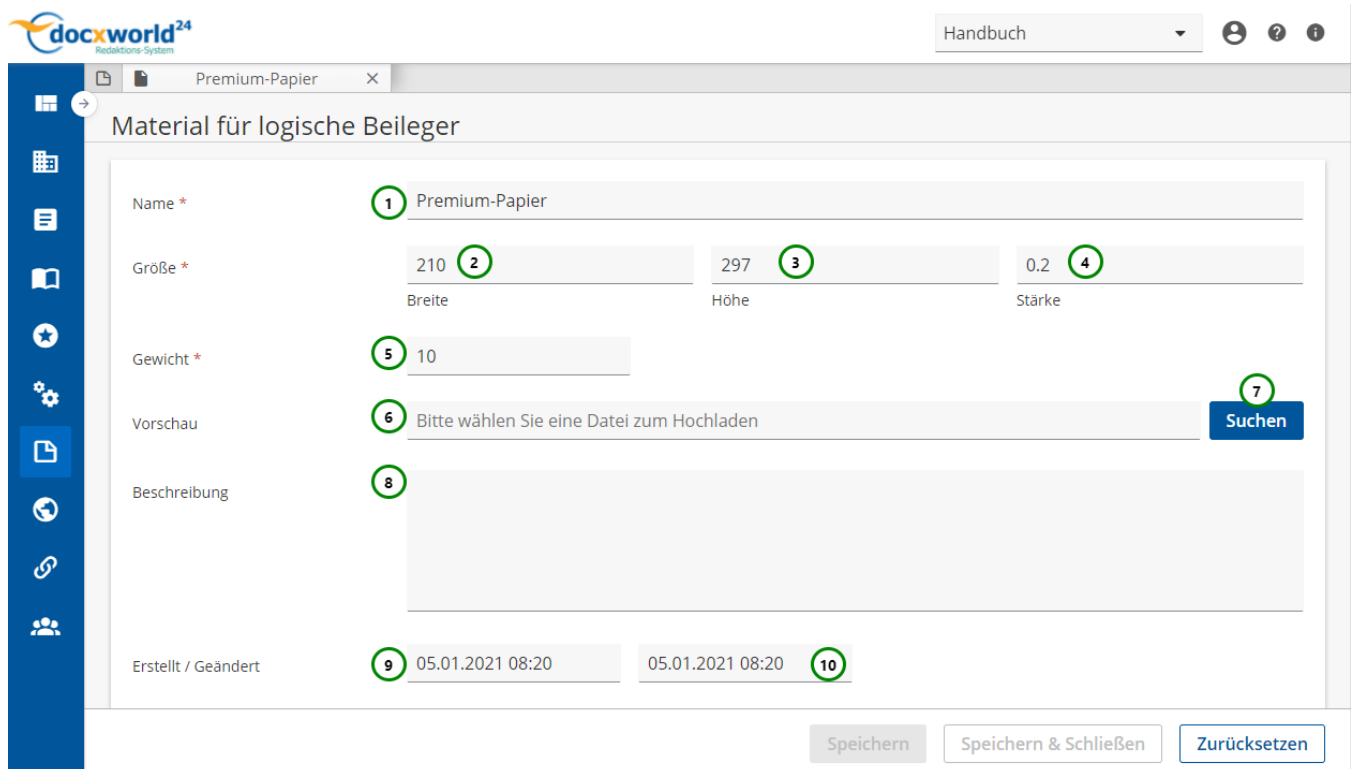 docxworld24
Redaktions-System
Handbuch
Premium-Papier
Material für logische Beileger
Name * 1 Premium-Papier
Größe * 210 2 297 3 0.2 4
Breite Höhe Stärke
Gewicht * 5 10
7
Vorschau 6 Bitte wählen Sie eine Datei zum Hochladen Suchen
Beschreibung 8
Erstellt / Geändert 9 05.01.2021 08:20 05.01.2021 08:20 10
Speichern Speichern & Schließen Zurücksetzen